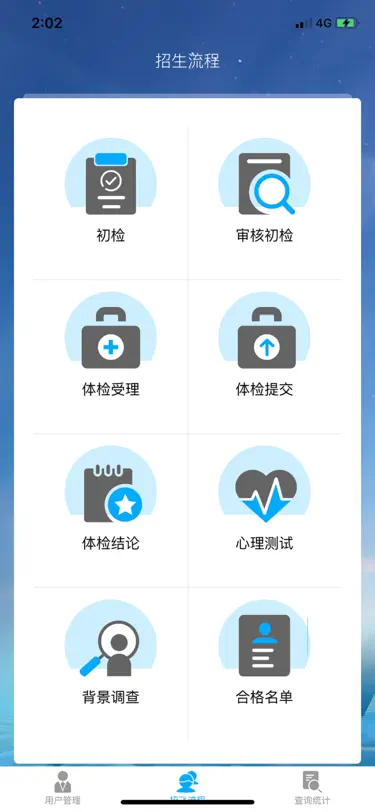 2:02
4G
招生流程
初检
审核初检
体检受理
体检提交
体检结论
心理测试
背景调查
合格名单
用户管理
招飞流程
查询统计